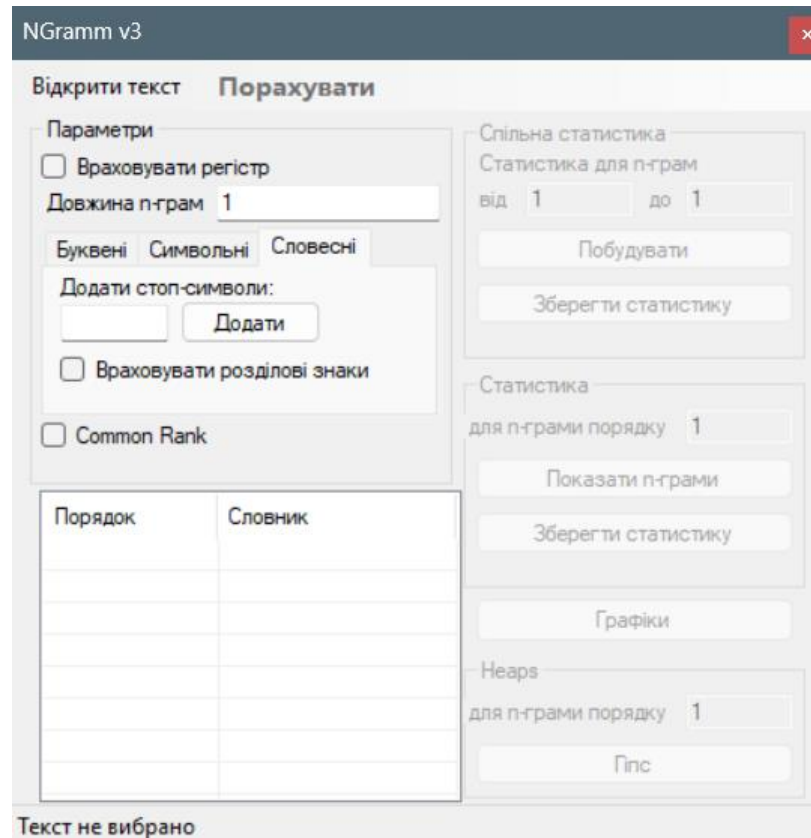 NGramm v3
Відкрити текст Порахувати
Параметри
Враховувати регістр
Довжина n-грам 1
Буквені Символьні Словесні
Додати стоп-символи:
Додати
Враховувати розділові знаки
Common Rank
Порядок Словник
Спільна статистика
Статистика для n-грам
від 1 до 1
Побудувати
Зберегти статистику
Статистика
для n-грами порядку 1
Показати n-грами
Зберегти статистику
Графіки
Heaps
для n-грами порядку 1
Гіпс
Текст не вибрано